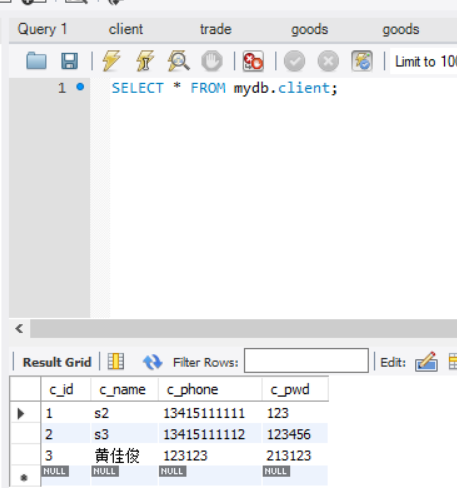 Query 1 client trade goods goods
Limit to 100
1 SELECT * FROM mydb.client;
Result Grid Filter Rows: Edit:
c_id c_name c_phone c_pwd
1 s2 13415111111 123
2 s3 13415111112 123456
3 黄佳俊 123123 213123
NULL NULL NULL NULL